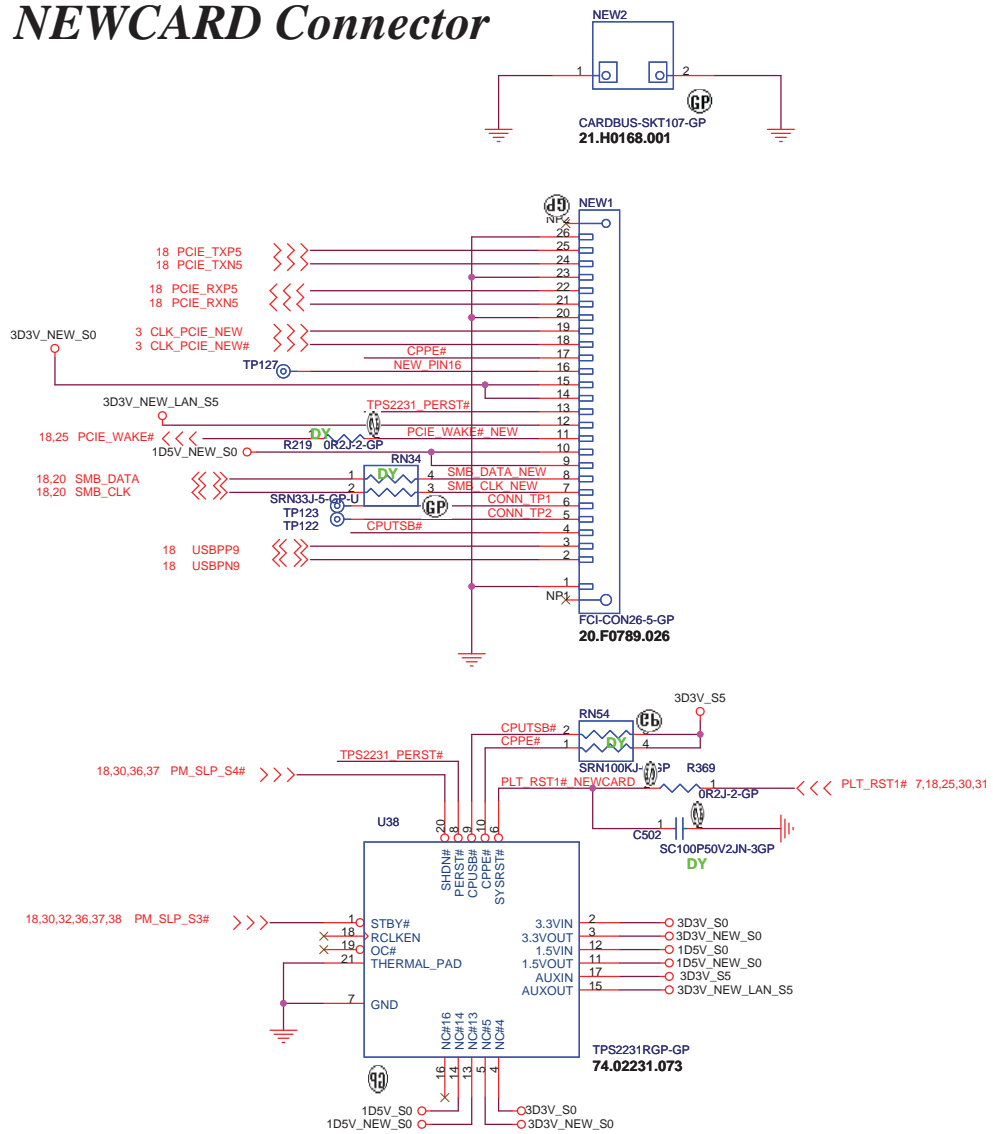 NEWCARD Connector
NEW2
1
2
GP
CARDBUS-SKT107-GP
21.H0168.001
GP
NEW1
26
18 PCIE_TXP5
25
18 PCIE_TXN5
24
23
18 PCIE_RXP5
22
18 PCIE_RXN5
21
20
3 CLK_PCIE_NEW
19
3 CLK_PCIE_NEW#
18
3D3V_NEW_S0
CPPE#
17
TP127
NEW_PIN16
16
15
14
3D3V_NEW_LAN_S5
TPS2231_PERST#
13
12
18,25 PCIE_WAKE#
DY
PCIE_WAKE#_NEW
11
R219
0R2J-2-GP
1D5V_NEW_S0
10
RN34
9
18,20 SMB_DATA
1
DY
4
SMB_DATA_NEW
8
18,20 SMB_CLK
2
3
SMB_CLK_NEW
7
SRN33J-5-GP-U
GP
CONN_TP1
6
TP123
CONN_TP2
5
TP122
CPUTSB#
4
18 USBPP9
3
18 USBPN9
2
1
NP1
FCI-CON26-5-GP
20.F0789.026
3D3V_S5
RN54
CPUTSB#
2
CPPE#
1
DY
4
TPS2231_PERST#
18,30,36,37 PM_SLP_S4#
PLT_RST1#_NEWCARD
R369
1
0R2J-2-GP
PLT_RST1# 7,18,25,30,31
U38
C502
1
SC100P50V2JN-3GP
DY
20
8
9
10
6
SHDN#
PERST#
CPUSB#
CPPE#
SYSRST#
18,30,32,36,37,38 PM_SLP_S3#
1
STBY#
18
RCLKEN
19
OC#
21
THERMAL_PAD
7
GND
3.3VIN
2
3D3V_S0
3.3VOUT
3
3D3V_NEW_S0
1.5VIN
12
1D5V_S0
1.5VOUT
11
1D5V_NEW_S0
AUXIN
17
3D3V_S5
AUXOUT
15
3D3V_NEW_LAN_S5
NC#16
NC#14
NC#13
NC#5
NC#4
16
14
13
5
4
TPS2231RGP-GP
74.02231.073
1D5V_S0
3D3V_S0
1D5V_NEW_S0
3D3V_NEW_S0